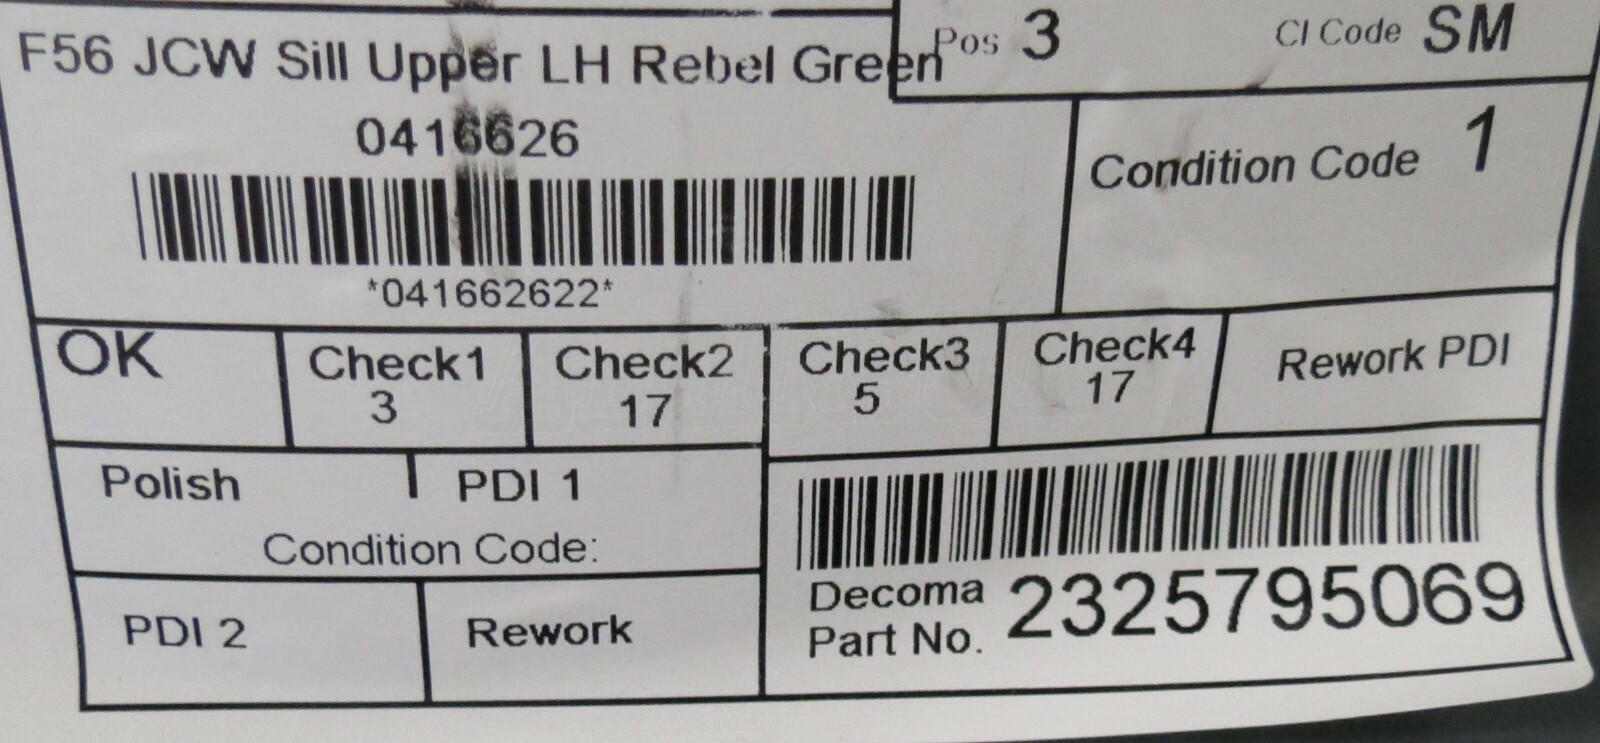 F56 JCW Sill Upper LH Rebel Green
Pos 3
CI Code SM
0416626
*041662622*
Condition Code 1
OK
Check1
3
Check2
17
Check3
5
Check4
17
Rework PDI
Polish
PDI 1
Condition Code:
PDI 2
Rework
Decoma
Part No. 2325795069